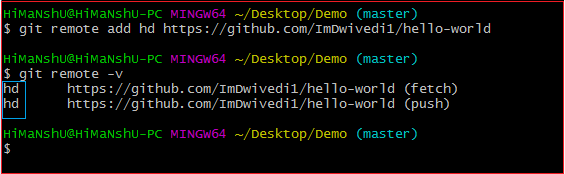 HiManShU@HiMaNshU-PC MINGW64 ~/Desktop/Demo (master)
$ git remote add hd https://github.com/ImDwivedi1/hello-world
HiManShU@HiMaNshU-PC MINGW64 ~/Desktop/Demo (master)
$ git remote -v
hd https://github.com/ImDwivedi1/hello-world (fetch)
hd https://github.com/ImDwivedi1/hello-world (push)
HiManShU@HiMaNshU-PC MINGW64 ~/Desktop/Demo (master)
$